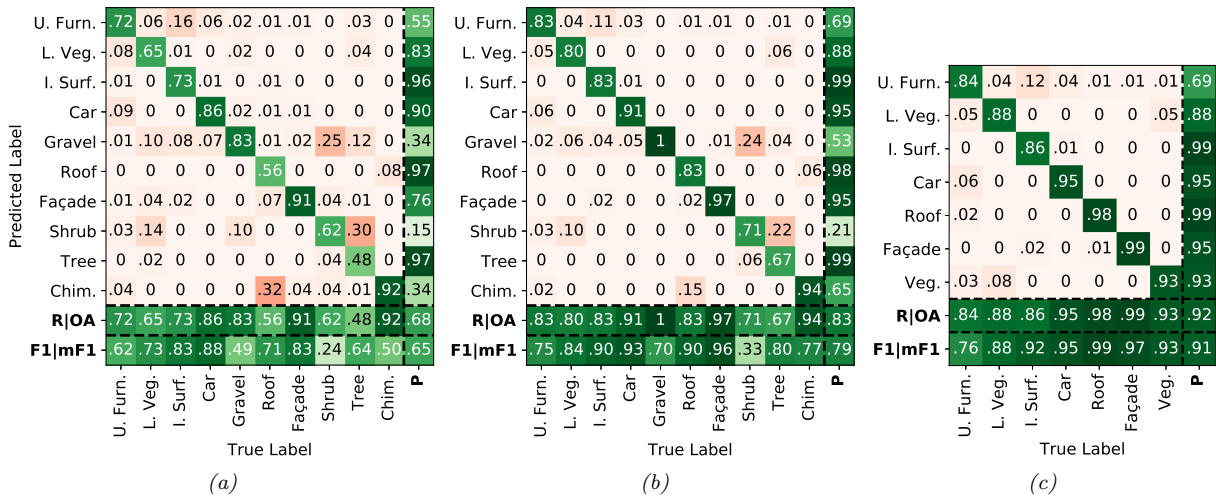 U. Furn. .72 .06 .16 .06 .02 .01 .01 0 .03 0 .55
L. Veg. .08 .65 .01 0 .02 0 0 0 .04 0 .83
I. Surf. .01 0 .73 .01 0 .01 0 0 0 0 .96
Car .09 0 0 .86 .02 .01 .01 0 0 0 .90
Gravel .01 .10 .08 .07 .83 .01 .02 .25 .12 0 .34
Roof 0 0 0 0 0 .56 0 0 0 .08 .97
Façade .01 .04 .02 0 0 .07 .91 .04 .01 0 .76
Shrub .03 .14 0 0 .10 0 0 .62 .30 0 .15
Tree 0 .02 0 0 0 0 0 .04 .48 0 .97
Chim. .04 0 0 0 0 .32 .04 .04 .01 .92 .34
R|OA .72 .65 .73 .86 .83 .56 .91 .62 .48 .92 .68
F1|mF1 .62 .73 .83 .88 .49 .71 .83 .24 .64 .50 .65
U. Furn. L. Veg. I. Surf. Car Gravel Roof Façade Shrub Tree Chim. P
Predicted Label
True Label
(a)
U. Furn. .83 .04 .11 .03 0 .01 .01 0 .01 0 .69
L. Veg. .05 .80 0 0 0 0 0 0 .06 0 .88
I. Surf. 0 0 .83 .01 0 0 0 0 0 0 .99
Car .06 0 0 .91 0 0 0 0 0 0 .95
Gravel .02 .06 .04 .05 1 0 .01 .24 .04 0 .53
Roof 0 0 0 0 0 .83 0 0 0 .06 .98
Façade 0 0 .02 0 0 .02 .97 0 0 0 .95
Shrub .03 .10 0 0 0 0 0 .71 .22 0 .21
Tree 0 0 0 0 0 0 0 .06 .67 0 .99
Chim. .02 0 0 0 0 .15 0 0 0 .94 .65
R|OA .83 .80 .83 .91 1 .83 .97 .71 .67 .94 .83
F1|mF1 .75 .84 .90 .93 .70 .90 .96 .33 .80 .77 .79
U. Furn. L. Veg. I. Surf. Car Gravel Roof Façade Shrub Tree Chim. P
True Label
(b)
U. Furn. .84 .04 .12 .04 .01 .01 .01 .69
L. Veg. .05 .88 0 0 0 0 .05 .88
I. Surf. 0 0 .86 .01 0 0 0 .99
Car .06 0 0 .95 0 0 0 .95
Roof .02 0 0 0 .98 0 0 .99
Façade 0 0 .02 0 .01 .99 0 .95
Veg. .03 .08 0 0 0 0 .93 .93
R|OA .84 .88 .86 .95 .98 .99 .93 .92
F1|mF1 .76 .88 .92 .95 .99 .97 .93 .91
U. Furn. L. Veg. I. Surf. Car Roof Façade Veg. P
True Label
(c)